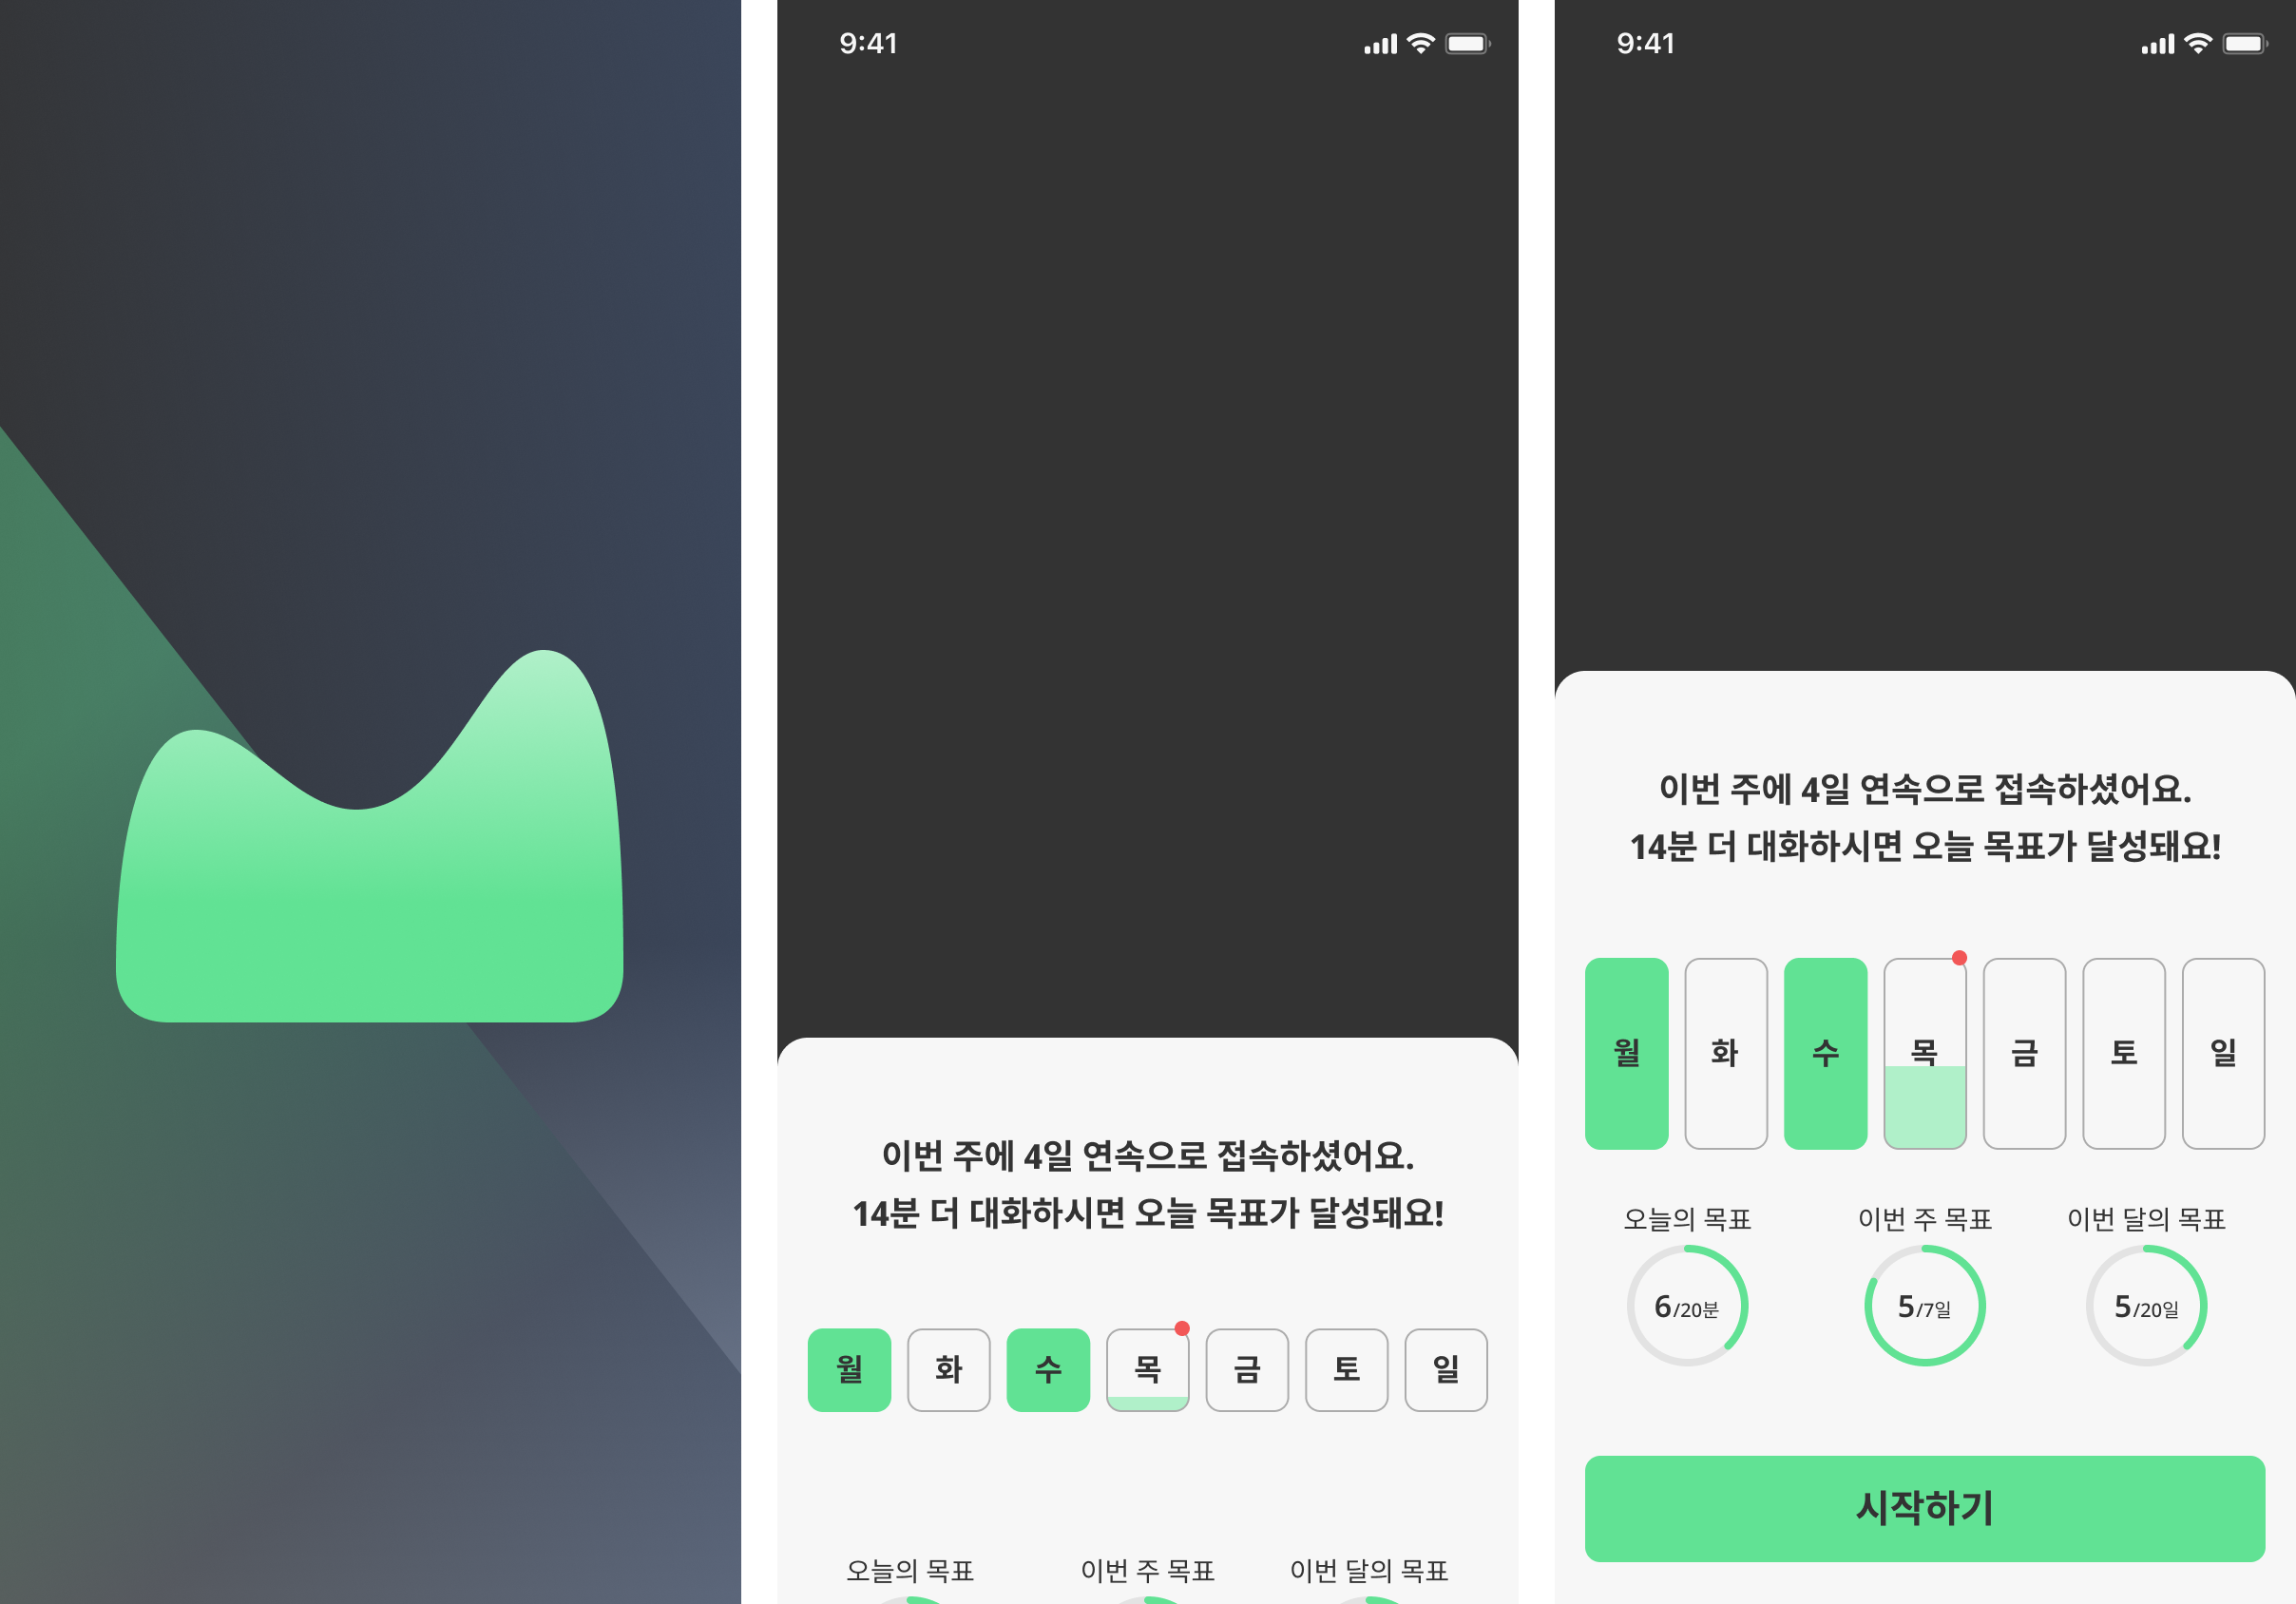 9:41
이번 주에 4일 연속으로 접속하셨어요.
14분 더 대화하시면 오늘 목표가 달성돼요!
월 화 수 목 금 토 일
오늘의 목표 이번 주 목표 이번 달의 목표
9:41
이번 주에 4일 연속으로 접속하셨어요.
14분 더 대화하시면 오늘 목표가 달성돼요!
월 화 수 목 금 토 일
오늘의 목표 이번 주 목표 이번 달의 목표
6/20분 5/7일 5/20일
시작하기